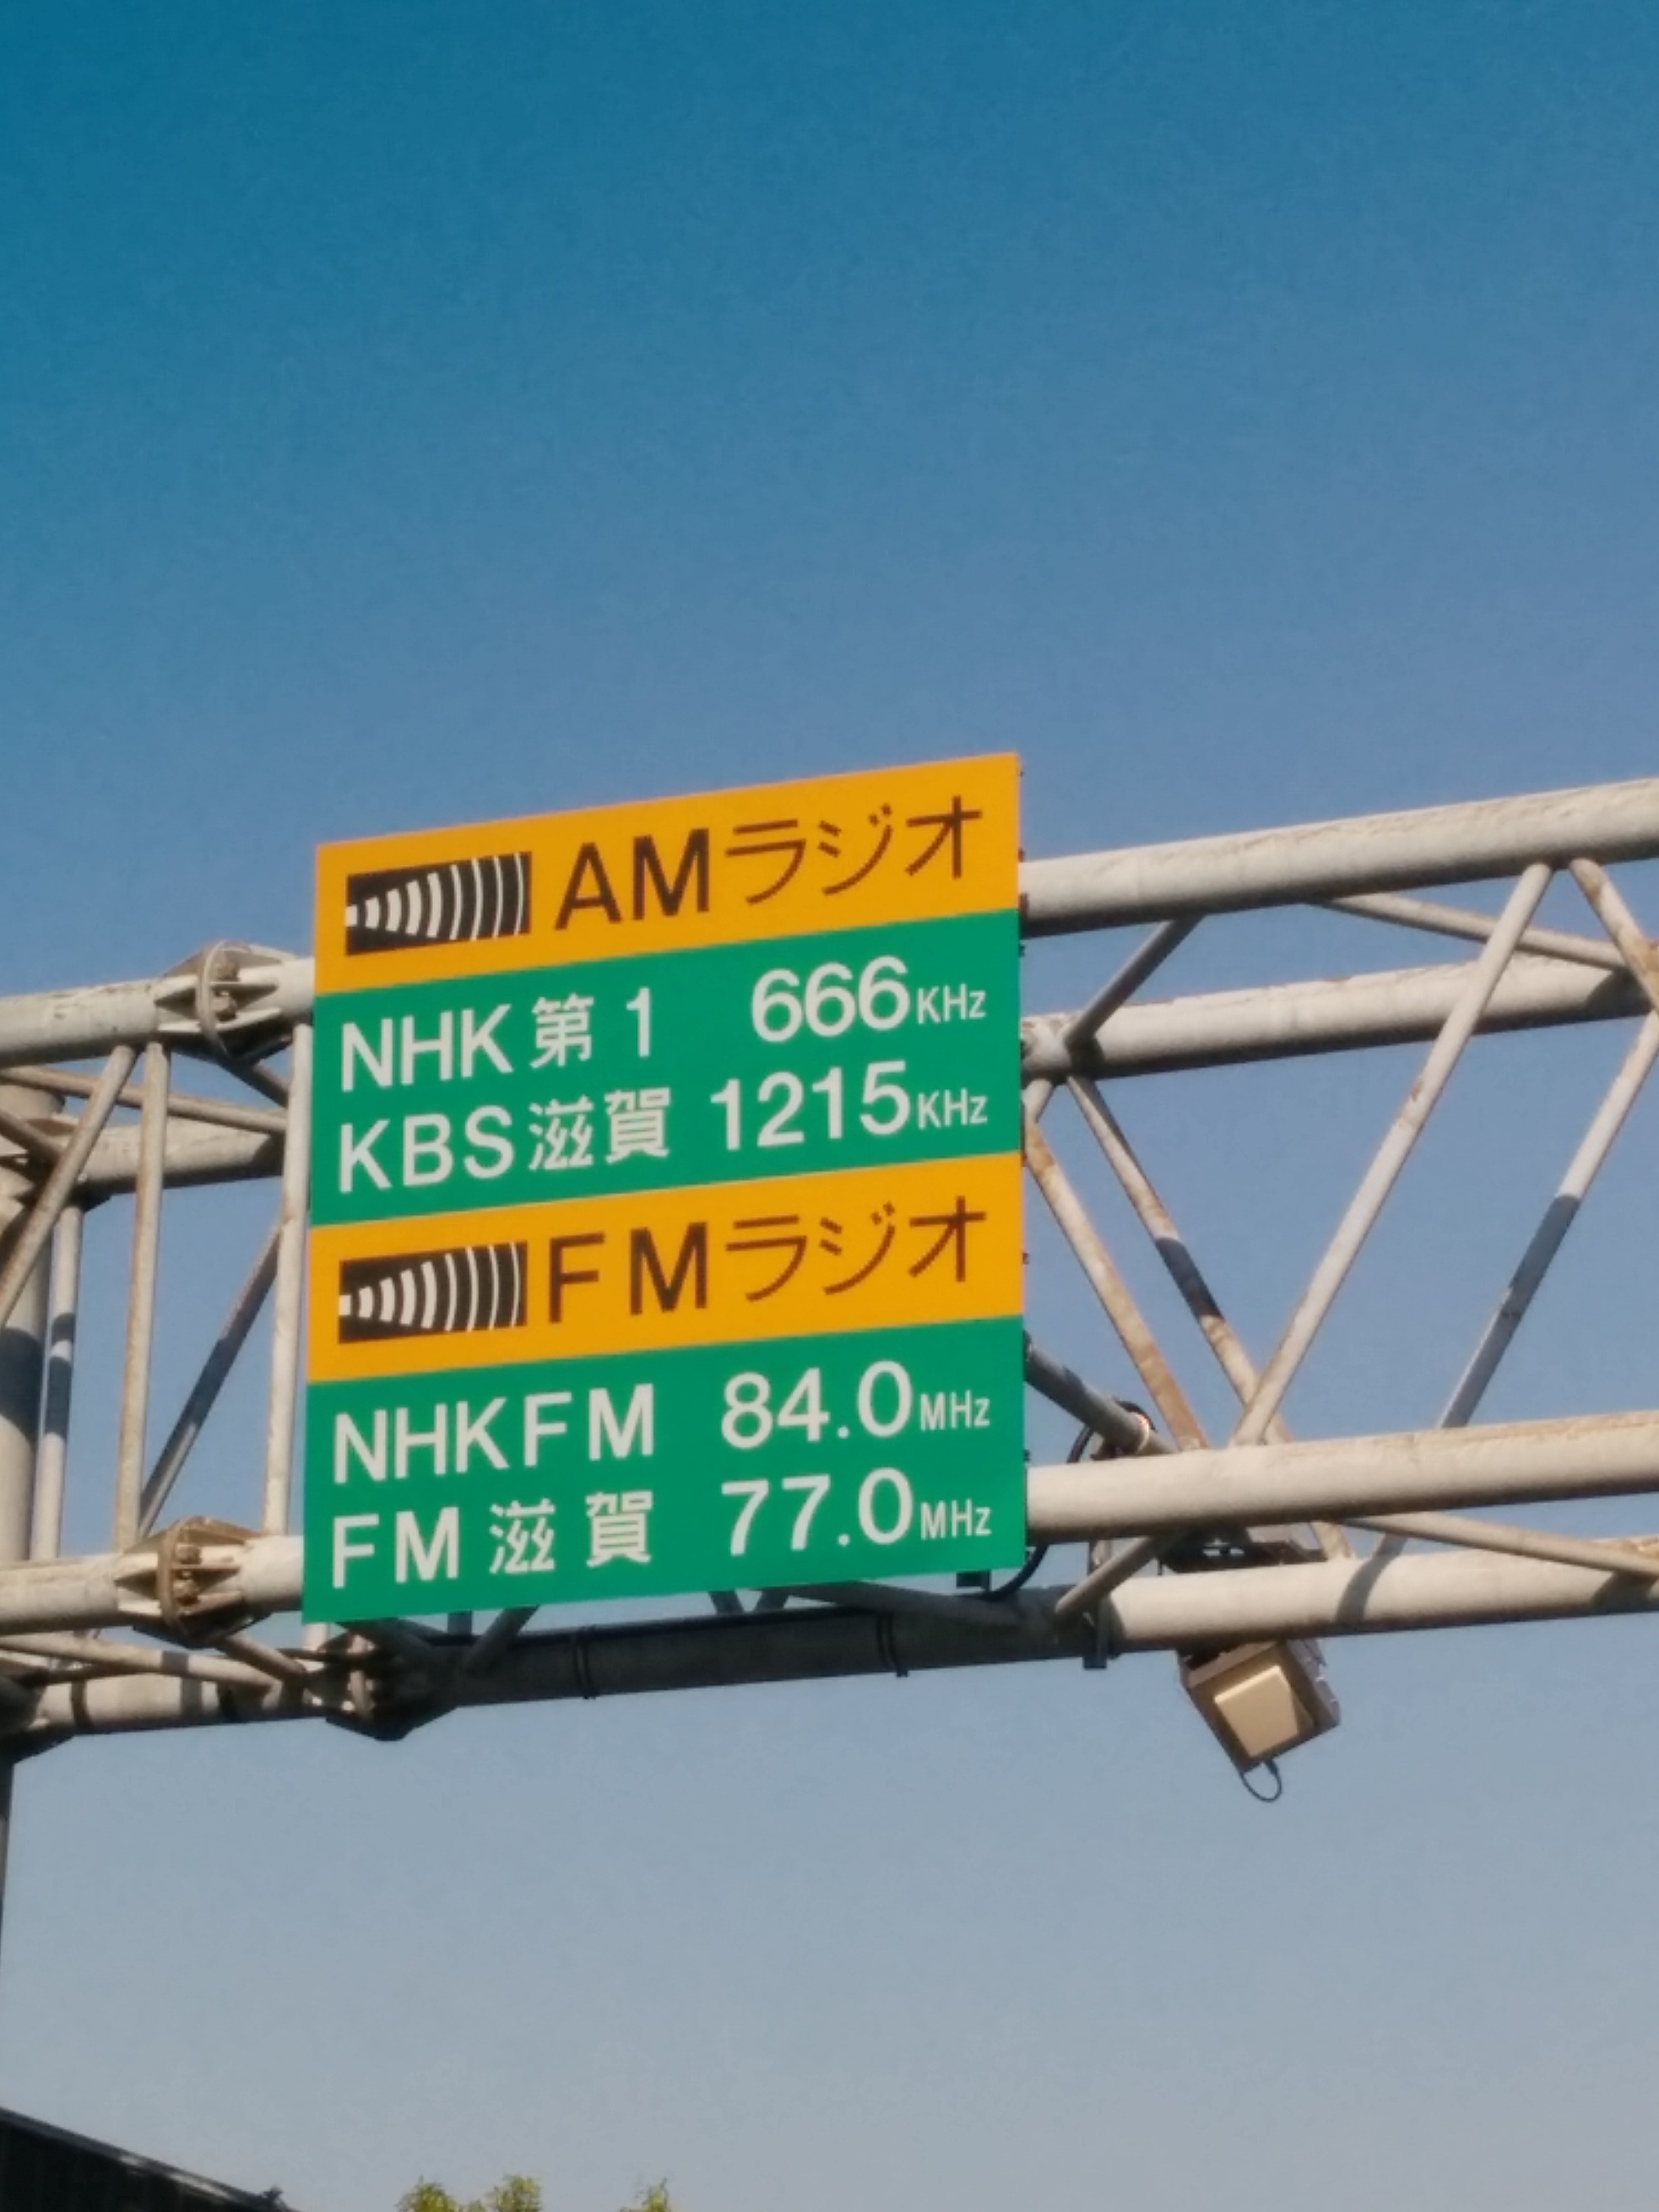 AMラジオ
NHK第1 666KHz
KBS滋賀 1215KHz
FMラジオ
NHKFM 84.0MHz
FM滋賀 77.0MHz